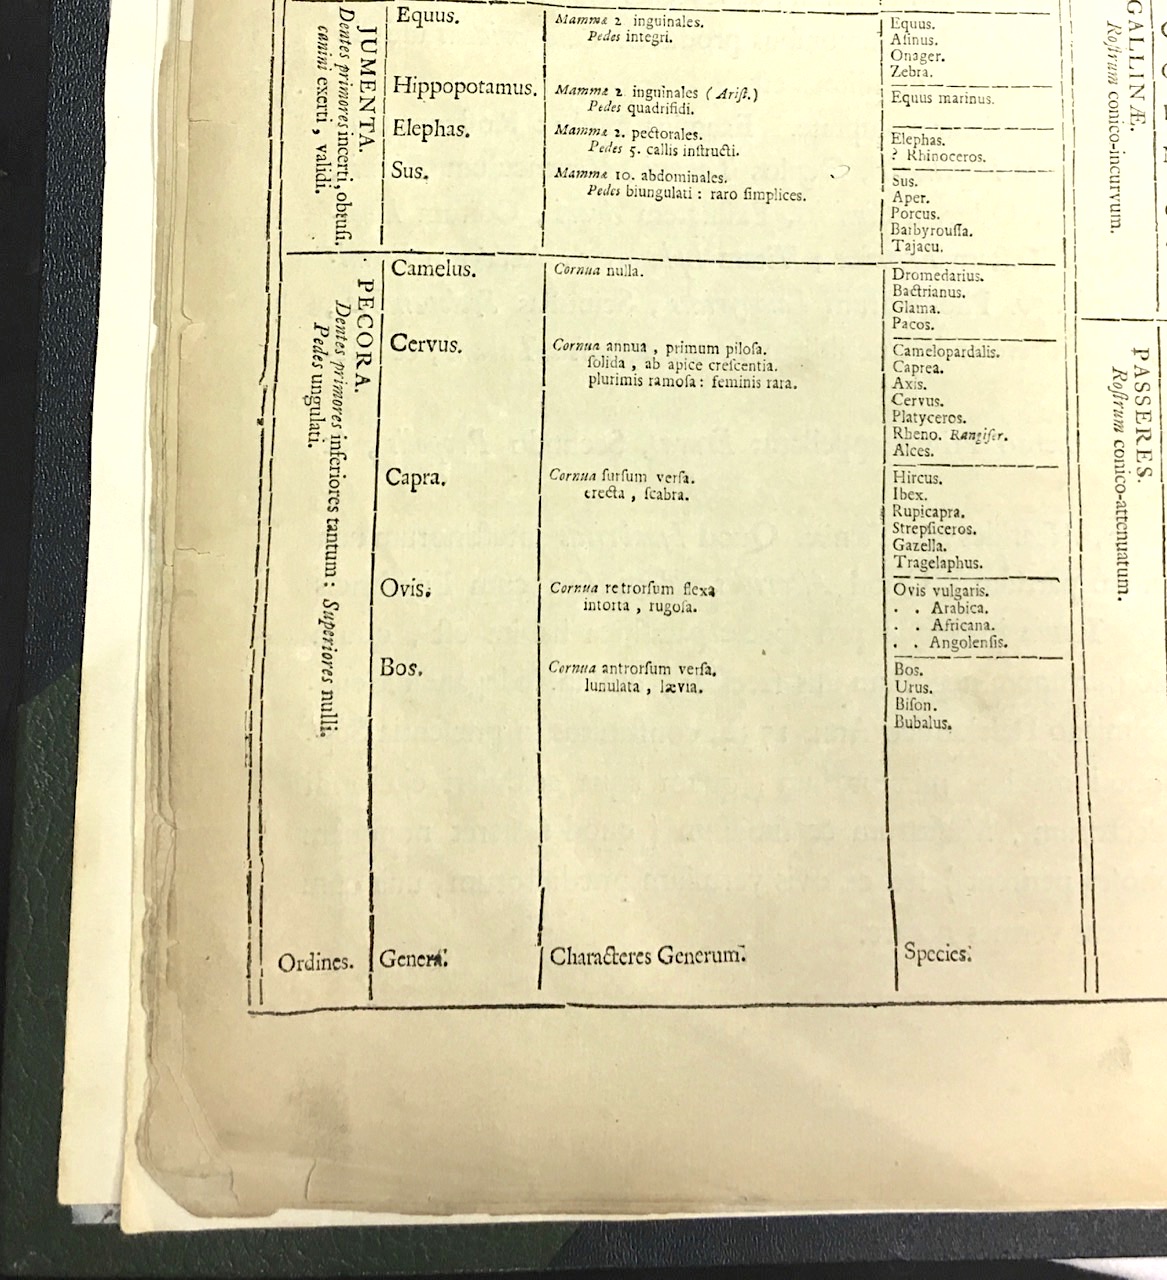 JUMENTA.
Dentes primores incerti, obtusi.
canini exerti, validi.
Equus.
Mammæ 2 inguinales.
Pedes integri.
Equus.
Aſinus.
Onager.
Zebra.
Hippopotamus.
Mammæ 2. inguinales (Ariſt.)
Pedes quadrifidi.
Equus marinus.
Elephas.
Mammæ 2. pectorales.
Pedes 5. callis inſtructi.
Elephas.
? Rhinoceros.
Sus.
Mammæ 10. abdominales.
Pedes biungulati : raro ſimplices.
Sus.
Aper.
Porcus.
Barbyrouſſa.
Tajacu.
PECORA.
Dentes primores inferiores tantum : Superiores nulli.
Pedes ungulati.
Camelus.
Cornua nulla.
Dromedarius.
Bactrianus.
Glama.
Pacos.
Cervus.
Cornua annua , primum piloſa.
ſolida , ab apice creſcentia.
plurimis ramoſa : feminis rara.
Camelopardalis.
Caprea.
Axis.
Cervus.
Platyceros.
Rheno. Rangifer.
Alces.
Capra.
Cornua ſurſum verſa.
erecta , ſcabra.
Hircus.
Ibex.
Rupicapra.
Strepſiceros.
Gazella.
Tragelaphus.
Ovis.
Cornua retrorſum flexa
intorta , rugoſa.
Ovis vulgaris.
. . Arabica.
. . Africana.
. . Angolenſis.
Bos.
Cornua antrorſum verſa.
lunulata , lævia.
Bos.
Urus.
Biſon.
Bubalus.
Ordines.
Genera.
Characteres Generum.
Species.
GALLINÆ.
Roſtrum conico-incurvum.
PASSERES.
Roſtrum conico-attenuatum.